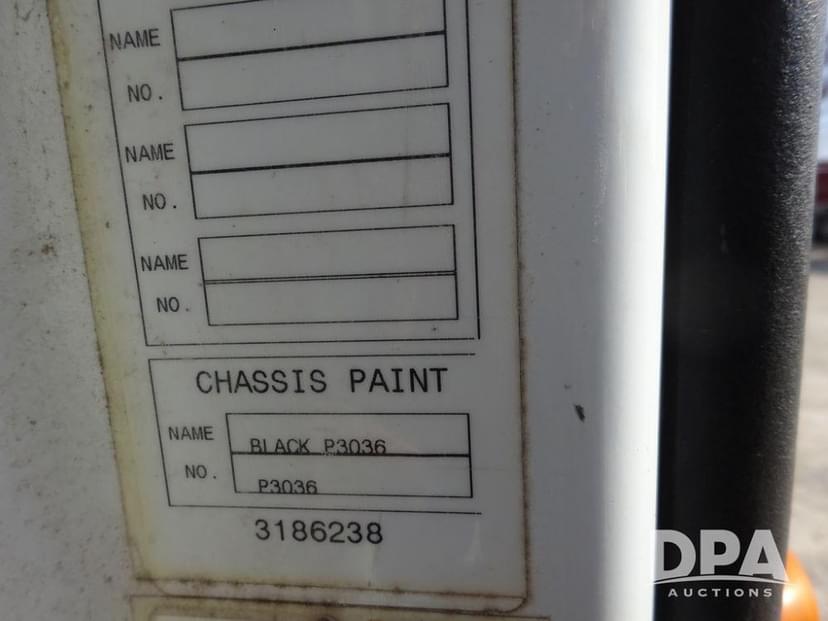 NAME
NO.
NAME
NO.
NAME
NO.
CHASSIS PAINT
NAME BLACK P3036
NO. P3036
3186238
DPA
AUCTIONS